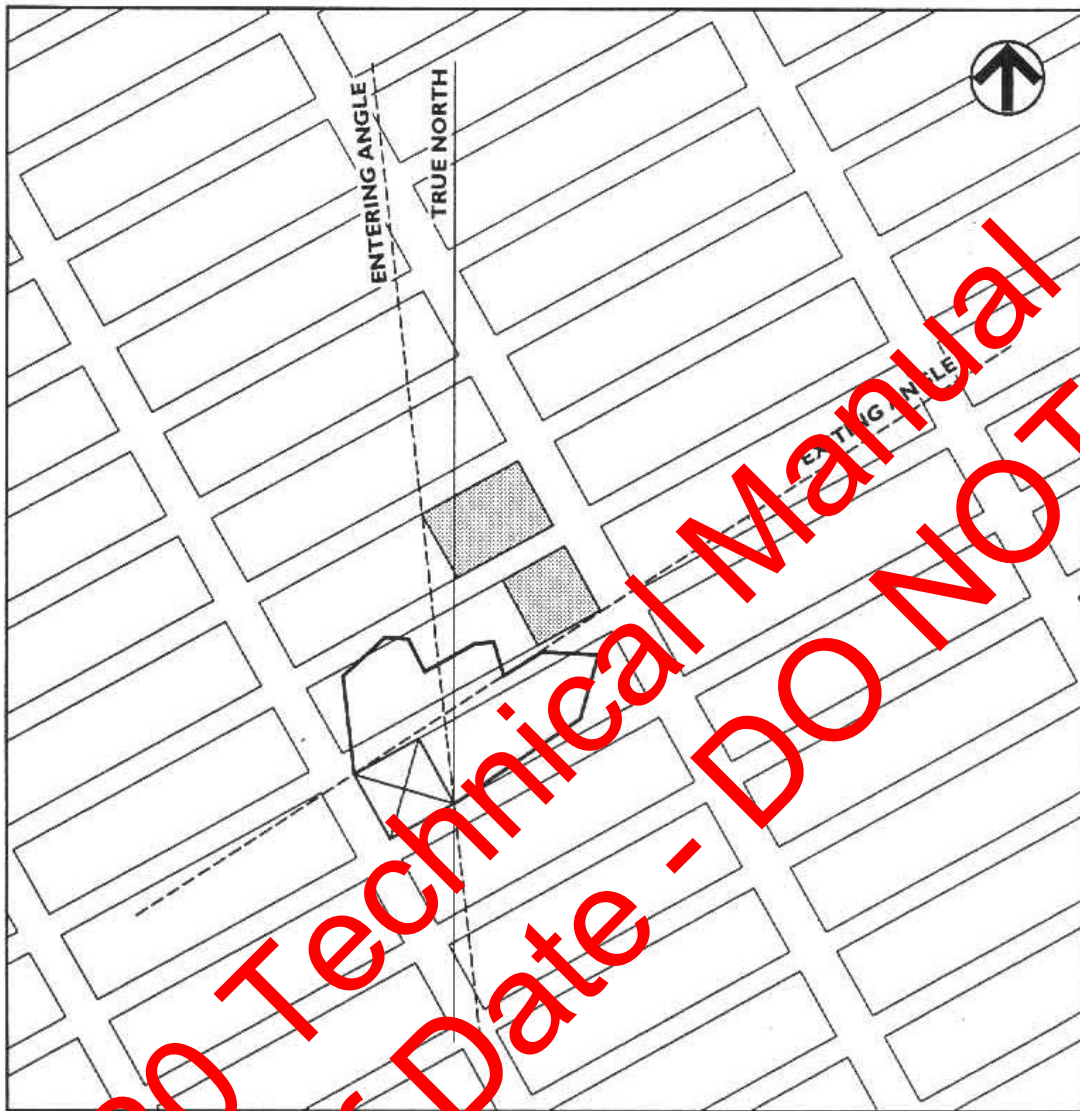 ENTERING ANGLE
TRUE NORTH
EXITING ANGLE
Technical Manual
Date - DO NOT